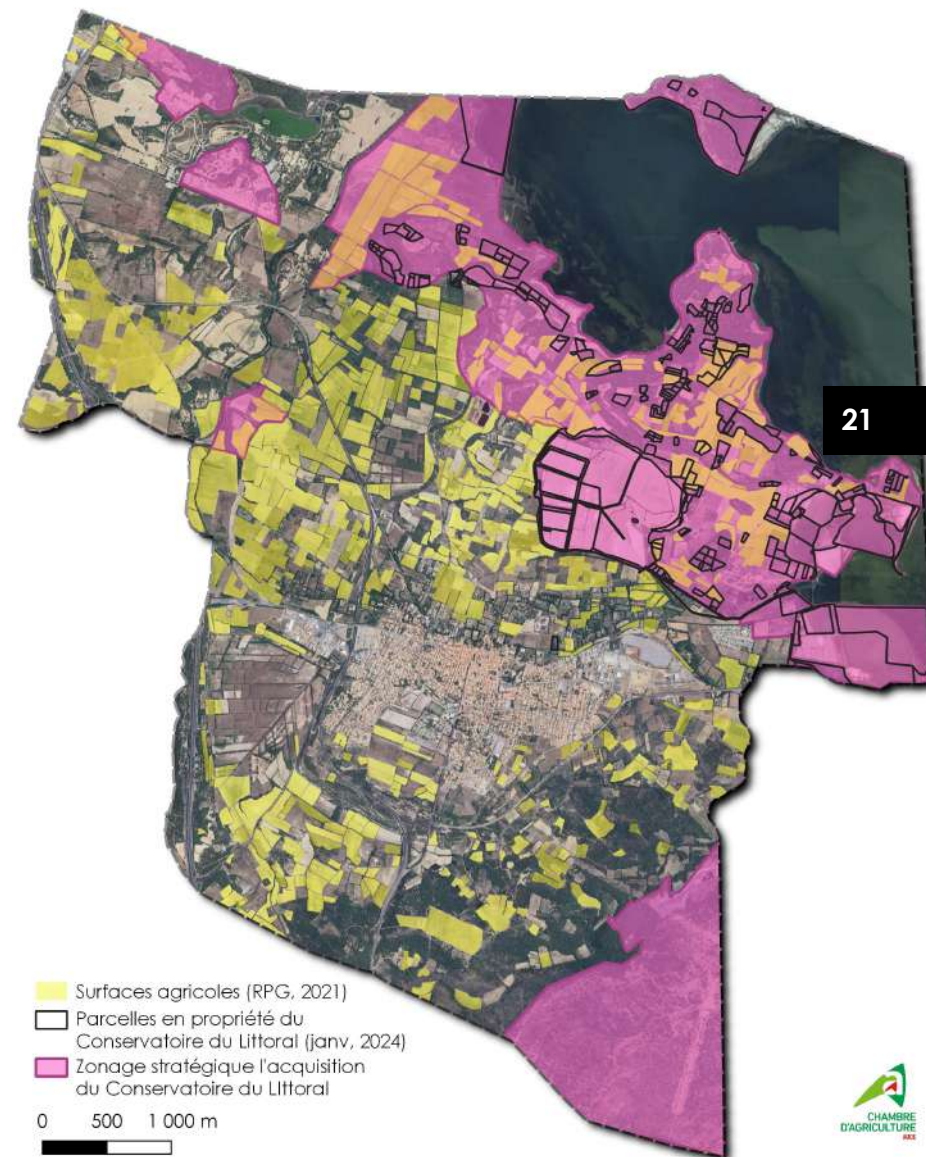 21
Surfaces agricoles (RPG, 2021)
Parcelles en propriété du
Conservatoire du Littoral (janv, 2024)
Zonage stratégique l'acquisition
du Conservatoire du LIttoral
0 500 1 000 m
CHAMBRE
D'AGRICULTURE